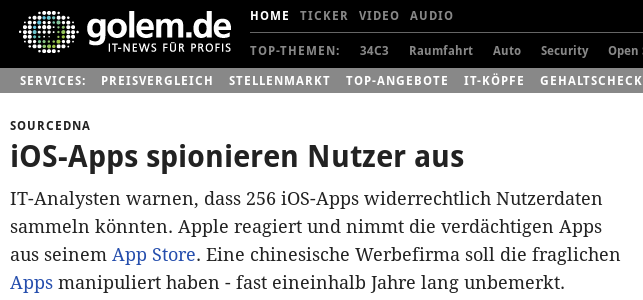 golem.de
IT-NEWS FÜR PROFIS
HOME TICKER VIDEO AUDIO
TOP-THEMEN: 34C3 Raumfahrt Auto Security Open
SERVICES: PREISVERGLEICH STELLENMARKT TOP-ANGEBOTE IT-KÖPFE GEHALTSCHECK
SOURCEDNA
iOS-Apps spionieren Nutzer aus
IT-Analysten warnen, dass 256 iOS-Apps widerrechtlich Nutzerdaten
sammeln könnten. Apple reagiert und nimmt die verdächtigen Apps
aus seinem App Store. Eine chinesische Werbefirma soll die fraglichen
Apps manipuliert haben - fast eineinhalb Jahre lang unbemerkt.